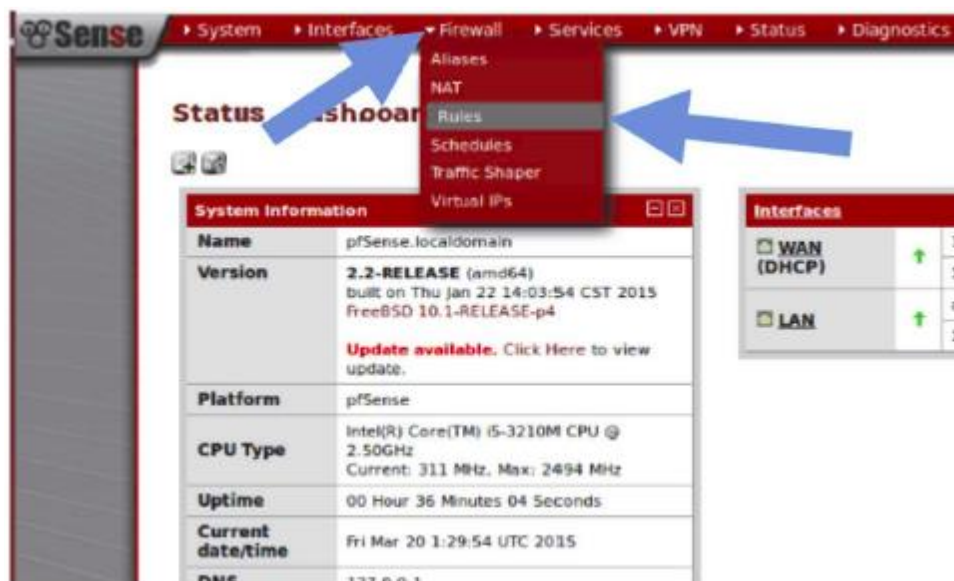 Sense
System Interfaces Firewall Services VPN Status Diagnostics
Aliases
NAT
Rules
Schedules
Traffic Shaper
Virtual IPs
Status
System Information
Name pfSense.localdomain
Version 2.2-RELEASE (amd64)
built on Thu Jan 22 14:03:54 CST 2015
FreeBSD 10.1-RELEASE-p4
Update available. Click Here to view
update.
Platform pfSense
CPU Type Intel(R) Core(TM) i5-3210M CPU @
2.50GHz
Current: 311 MHz, Max: 2494 MHz
Uptime 00 Hour 36 Minutes 04 Seconds
Current
date/time Fri Mar 20 1:29:54 UTC 2015
Interfaces
WAN
(DHCP)
LAN